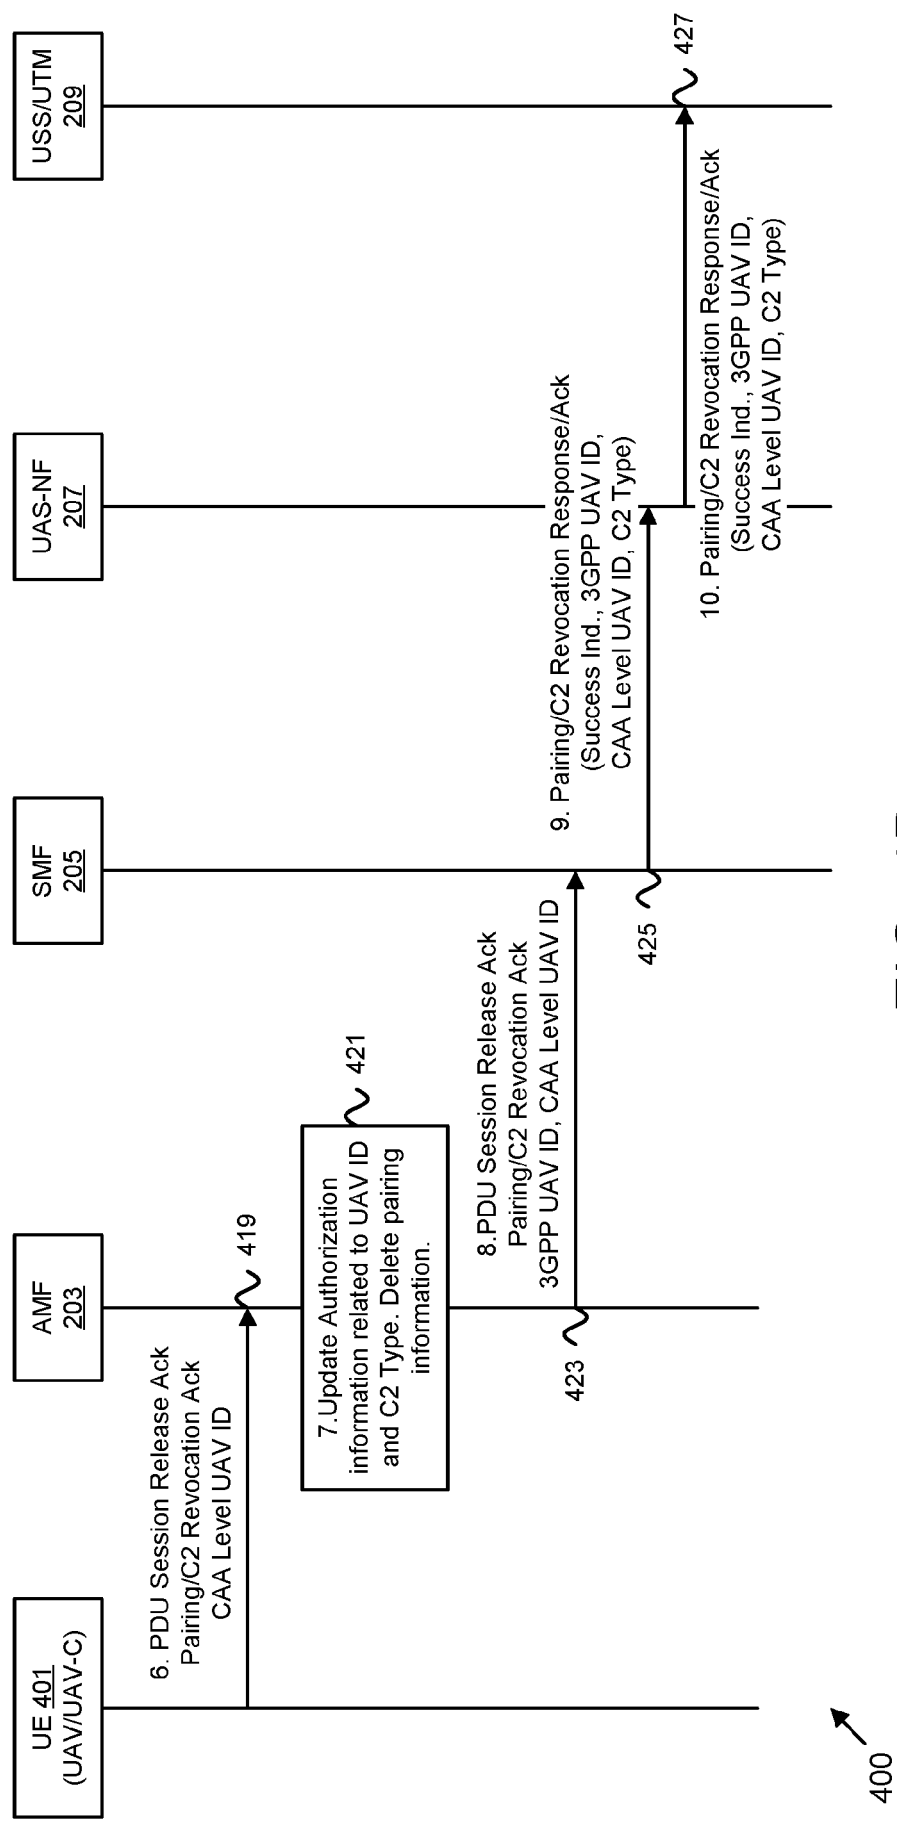 UE 401
(UAV/UAV-C)
AMF
203
SMF
205
UAS-NF
207
USS/UTM
209
6. PDU Session Release Ack
Pairing/C2 Revocation Ack
CAA Level UAV ID
419
7.Update Authorization
information related to UAV ID
and C2 Type. Delete pairing
information.
421
8.PDU Session Release Ack
Pairing/C2 Revocation Ack
3GPP UAV ID, CAA Level UAV ID
423
9. Pairing/C2 Revocation Response/Ack
(Success Ind., 3GPP UAV ID,
CAA Level UAV ID, C2 Type)
425
10. Pairing/C2 Revocation Response/Ack
(Success Ind., 3GPP UAV ID,
CAA Level UAV ID, C2 Type)
427
400